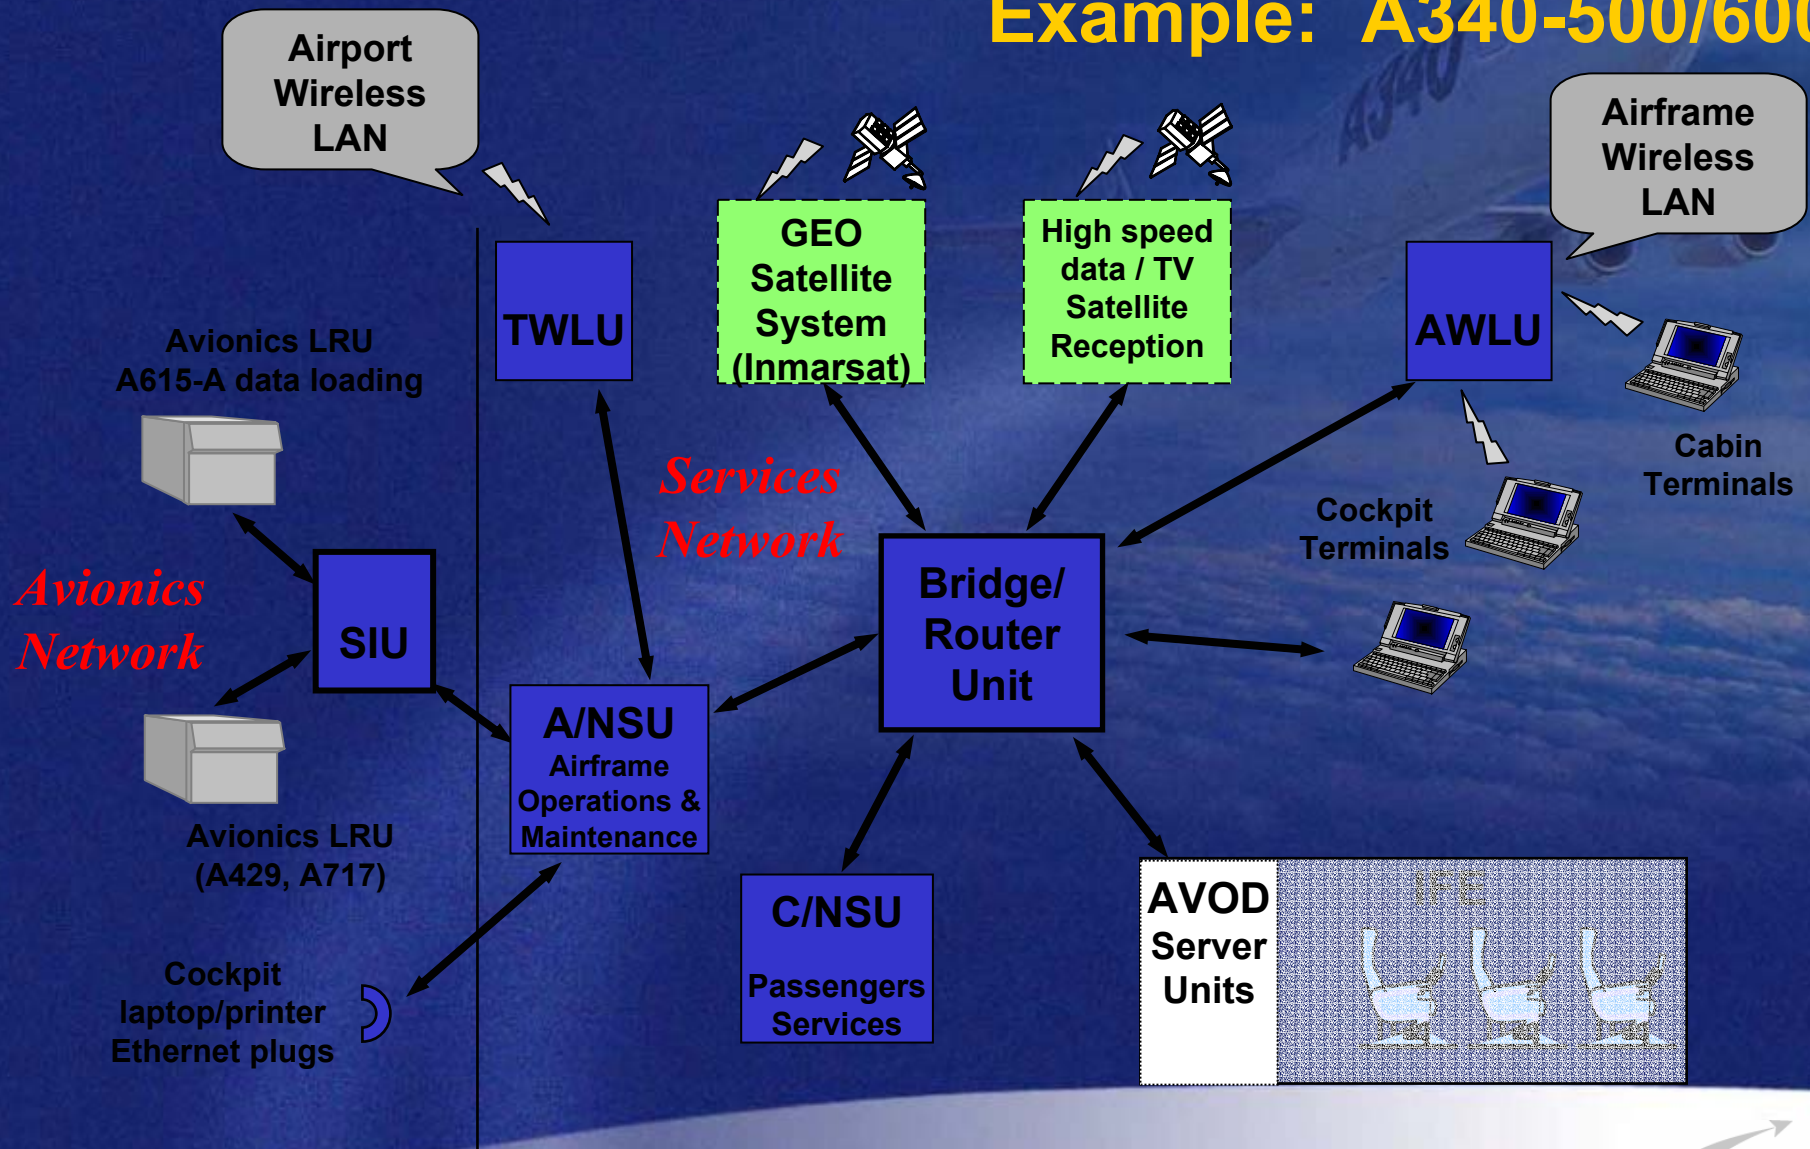 Example: A340-500/600
Airport
Wireless
LAN
A340
Airframe
Wireless
LAN
GEO
Satellite
System
(Inmarsat)
High speed
data / TV
Satellite
Reception
TWLU
AWLU
Avionics LRU
A615-A data loading
Cabin
Terminals
Services
Network
Cockpit
Terminals
Avionics
Network
SIU
Bridge/
Router
Unit
A/NSU
Airframe
Operations &
Maintenance
Avionics LRU
(A429, A717)
C/NSU
Passengers
Services
AVOD
Server
Units
IFE
Cockpit
laptop/printer
Ethernet plugs